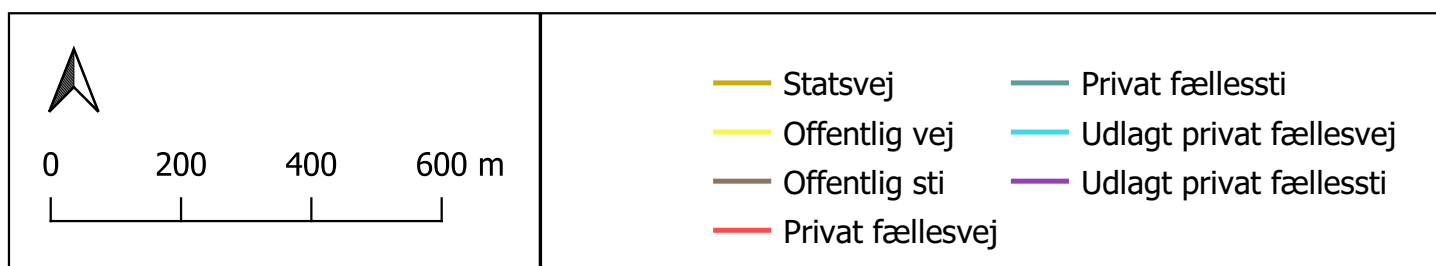 0 200 400 600 m
Statsvej
Offentlig vej
Offentlig sti
Privat fællesvej
Privat fællessti
Udlagt privat fællesvej
Udlagt privat fællessti